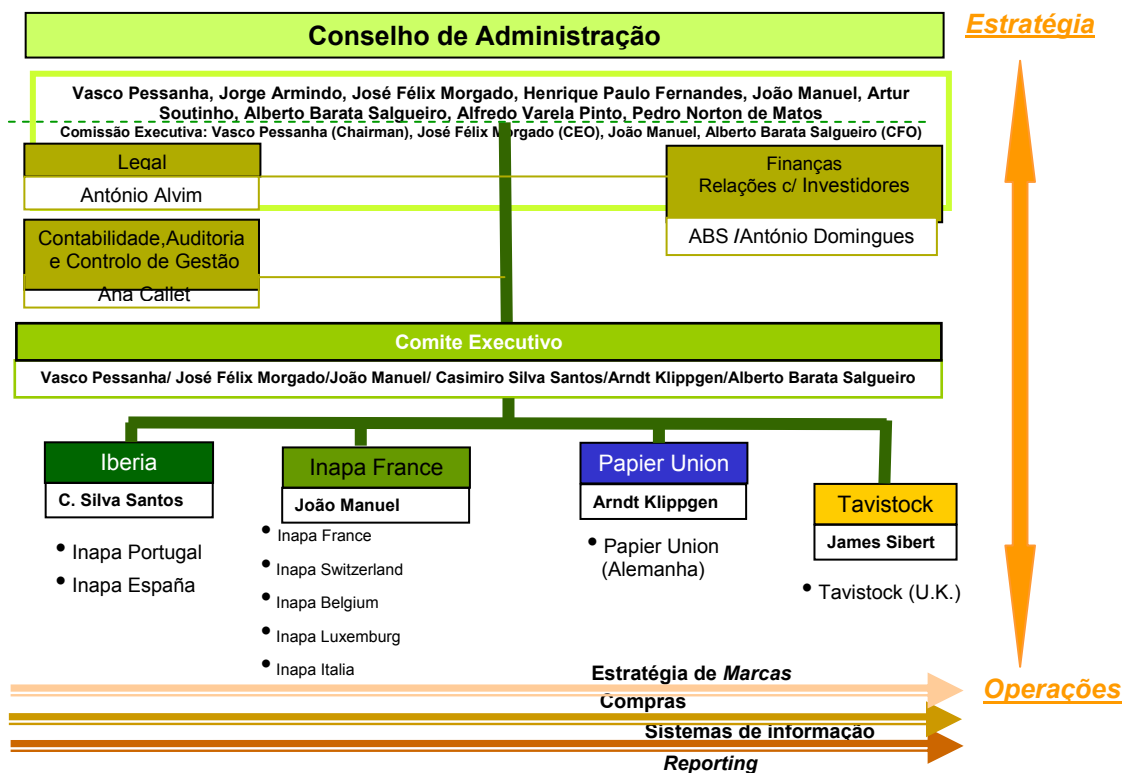 Conselho de Administração
Estratégia
Vasco Pessanha, Jorge Armindo, José Félix Morgado, Henrique Paulo Fernandes, João Manuel, Artur
Soutinho, Alberto Barata Salgueiro, Alfredo Varela Pinto, Pedro Norton de Matos
Comissão Executiva: Vasco Pessanha (Chairman), José Félix Morgado (CEO), João Manuel, Alberto Barata Salgueiro (CFO)
Legal
António Alvim
Finanças
Relações c/ Investidores
ABS /António Domingues
Contabilidade,Auditoria
e Controlo de Gestão
Ana Callet
Comite Executivo
Vasco Pessanha/ José Félix Morgado/João Manuel/ Casimiro Silva Santos/Arndt Klippgen/Alberto Barata Salgueiro
Iberia
C. Silva Santos
• Inapa Portugal
• Inapa España
Inapa France
João Manuel
• Inapa France
• Inapa Switzerland
• Inapa Belgium
• Inapa Luxemburg
• Inapa Italia
Papier Union
Arndt Klippgen
• Papier Union
(Alemanha)
Tavistock
James Sibert
• Tavistock (U.K.)
Estratégia de Marcas
Compras
Sistemas de informação
Reporting
Operações